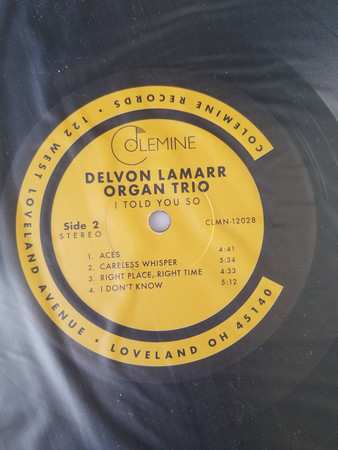 COLEMINE RECORDS · 122 WEST LOVELAND AVENUE · LOVELAND OH 45140
COLEMINE
DELVON LAMARR
ORGAN TRIO
I TOLD YOU SO
Side 2
STEREO
CLMN-12028
1. ACES 4:41
2. CARELESS WHISPER 5:34
3. RIGHT PLACE, RIGHT TIME 4:33
4. I DON'T KNOW 5:12